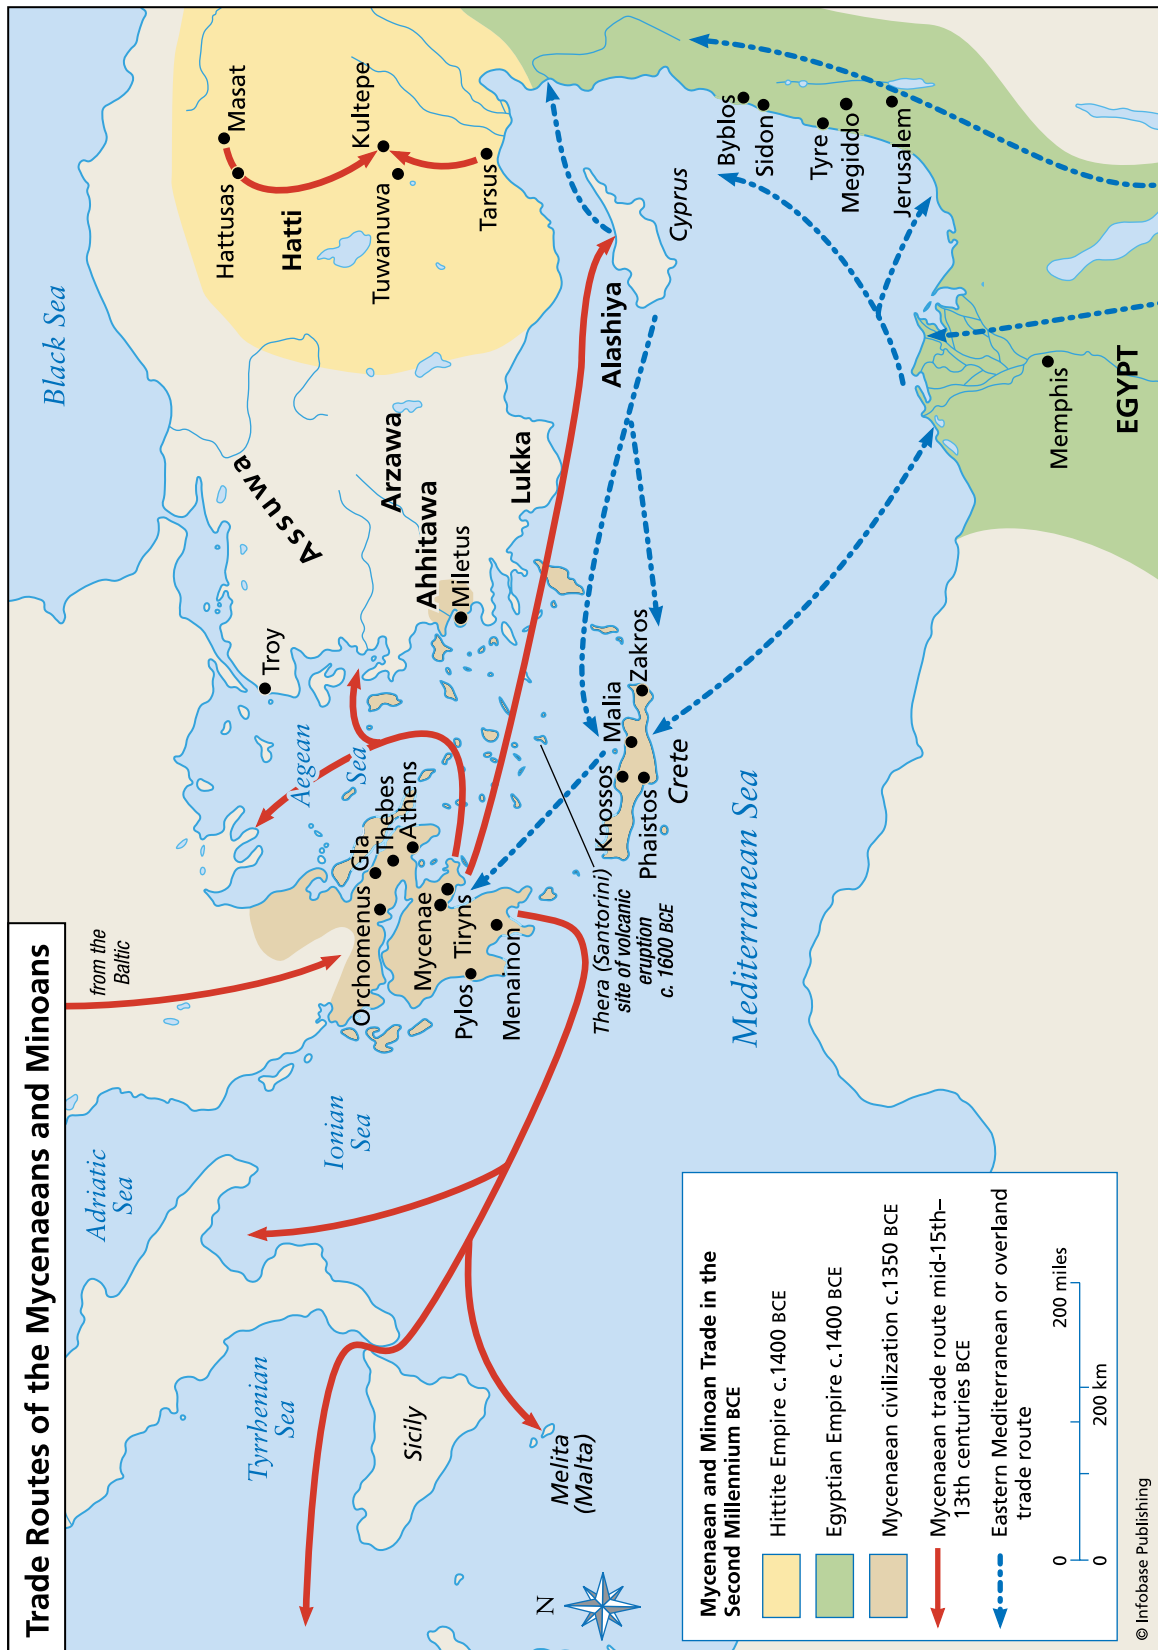 Trade Routes of the Mycenaeans and Minoans
from the
Baltic
Black Sea
Adriatic
Sea
Ionian
Sea
Tyrrhenian
Sea
Aegean
Sea
Mediterranean Sea
Masat
Hattusas
Hatti
Kultepe
Tuwanuwa
Tarsus
Assuwa
Arzawa
Ahhitawa
Miletus
Lukka
Troy
Gla
Thebes
Athens
Orchomenus
Mycenae
Tiryns
Pylos
Menainon
Thera (Santorini)
site of volcanic
eruption
c. 1600 BCE
Knossos
Malia
Zakros
Phaistos
Crete
Alashiya
Cyprus
Byblos
Sidon
Tyre
Megiddo
Jerusalem
Memphis
EGYPT
Sicily
Melita
(Malta)
N
Mycenaean and Minoan Trade in the
Second Millennium BCE
Hittite Empire c.1400 BCE
Egyptian Empire c.1400 BCE
Mycenaean civilization c.1350 BCE
Mycenaean trade route mid-15th–
13th centuries BCE
Eastern Mediterranean or overland
trade route
0 200 miles
0 200 km
© Infobase Publishing